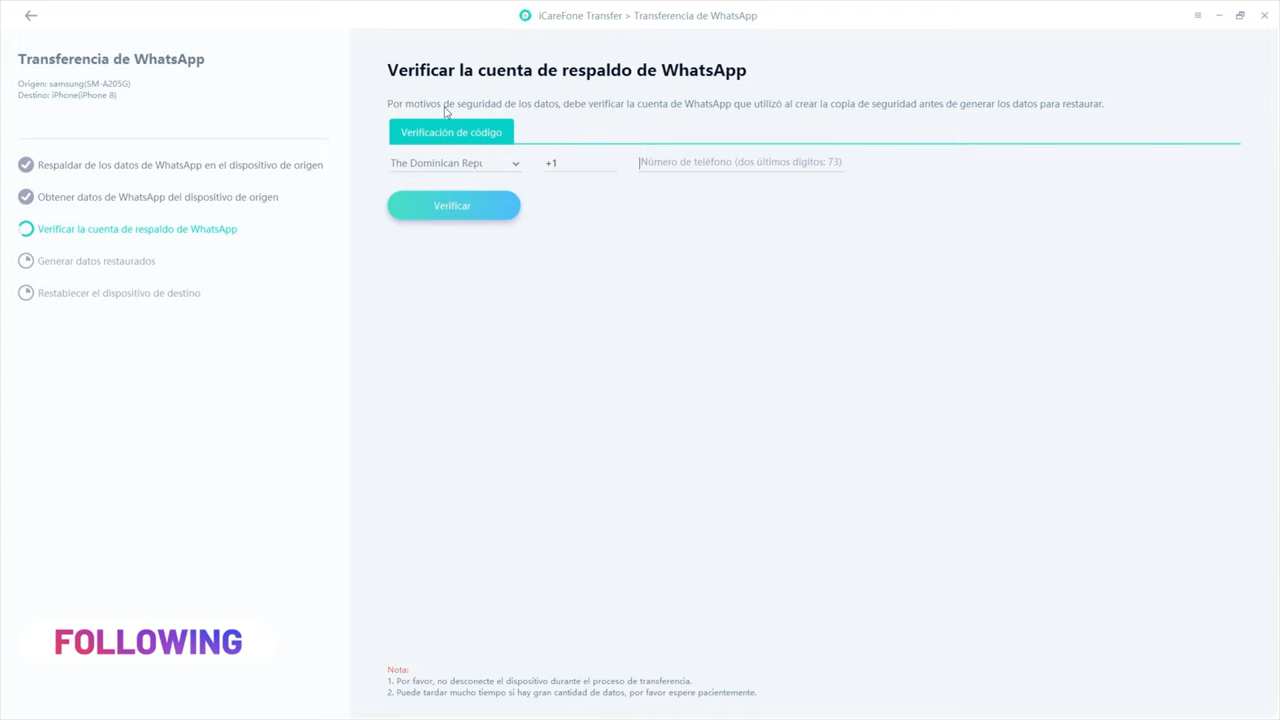 iCareFone Transfer > Transferencia de WhatsApp
Transferencia de WhatsApp
Origen: samsung(SM-A205G)
Destino: iPhone(iPhone 8)
Respaldar de los datos de WhatsApp en el dispositivo de origen
Obtener datos de WhatsApp del dispositivo de origen
Verificar la cuenta de respaldo de WhatsApp
Generar datos restaurados
Restablecer el dispositivo de destino
FOLLOWING
Verificar la cuenta de respaldo de WhatsApp
Por motivos de seguridad de los datos, debe verificar la cuenta de WhatsApp que utilizó al crear la copia de seguridad antes de generar los datos para restaurar.
Verificación de código
The Dominican Repu +1 Número de teléfono (dos últimos dígitos: 73)
Verificar
Nota:
1. Por favor, no desconecte el dispositivo durante el proceso de transferencia.
2. Puede tardar mucho tiempo si hay gran cantidad de datos, por favor espere pacientemente.